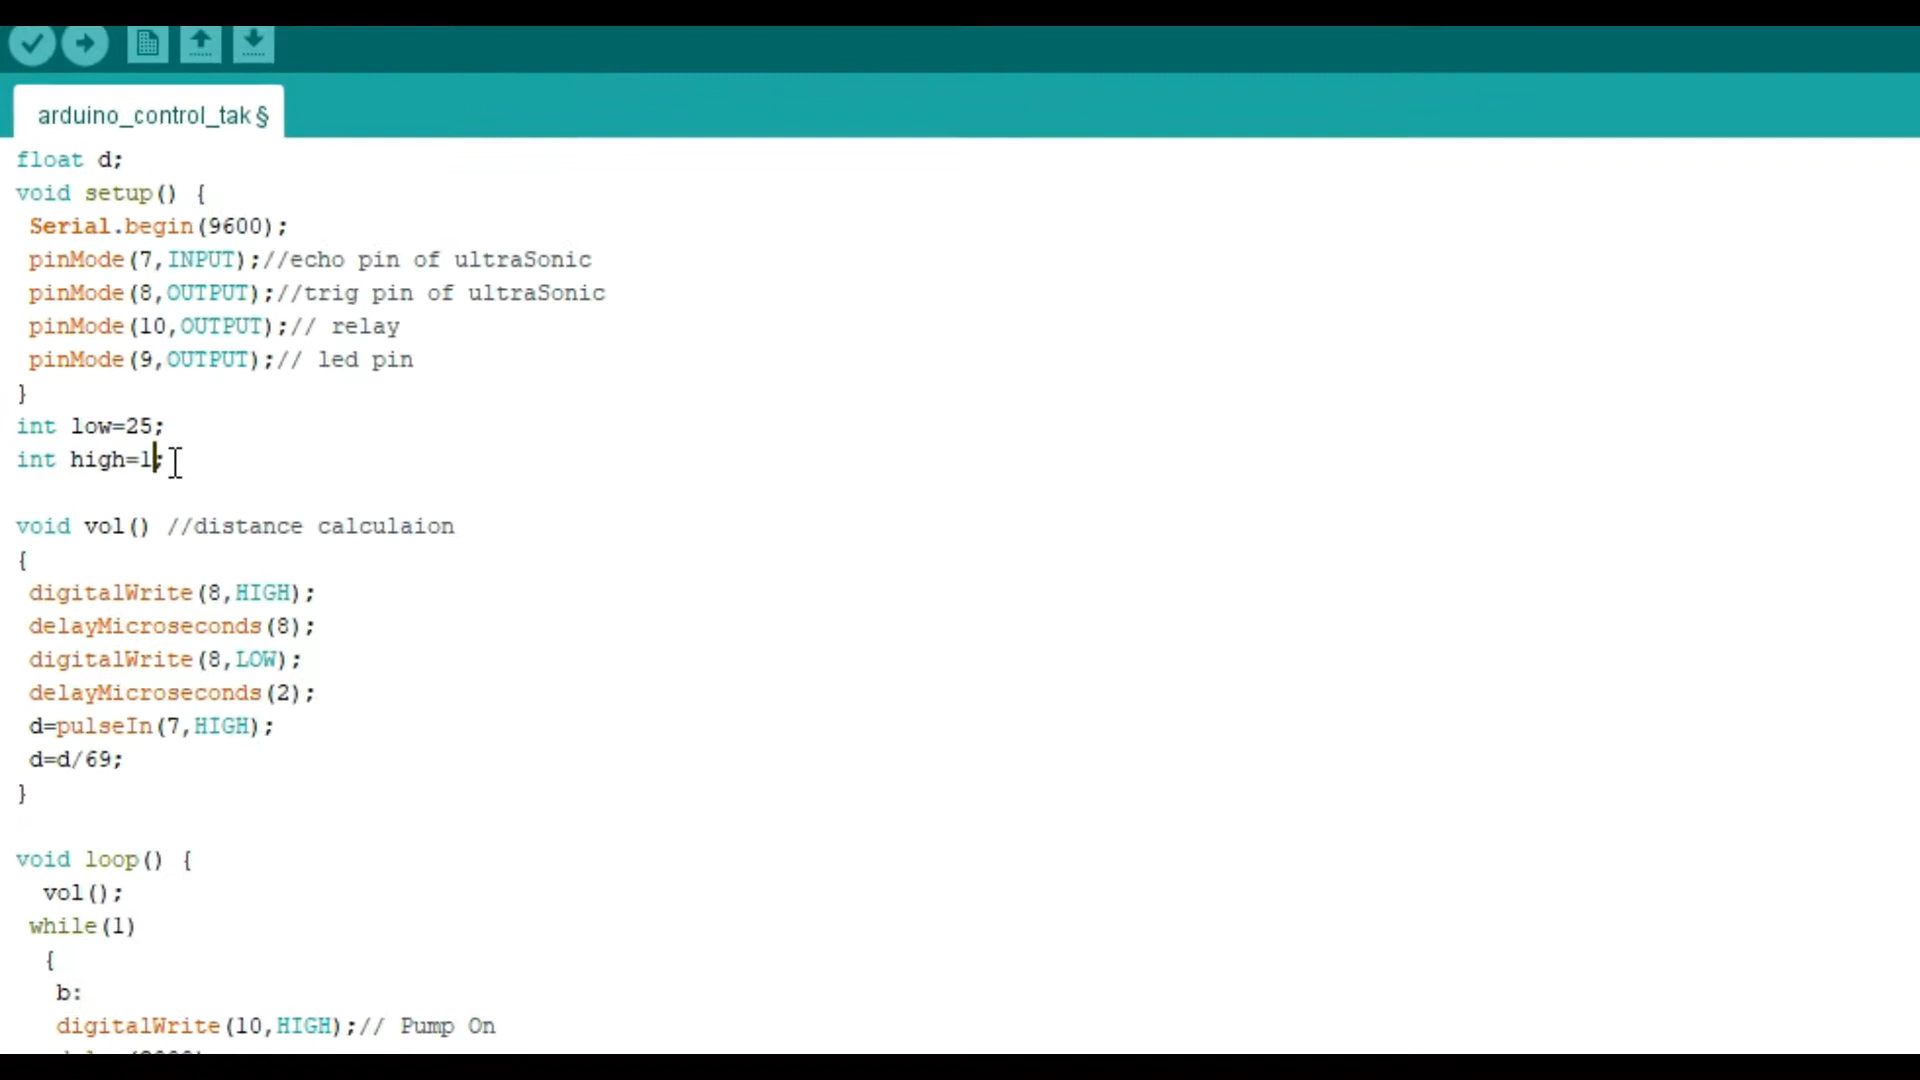 arduino_control_tak §
float d;
void setup() {
Serial.begin(9600);
pinMode(7,INPUT);//echo pin of ultraSonic
pinMode(8,OUTPUT);//trig pin of ultraSonic
pinMode(10,OUTPUT);// relay
pinMode(9,OUTPUT);// led pin
}
int low=25;
int high=1;
void vol() //distance calculaion
{
digitalWrite(8,HIGH);
delayMicroseconds(8);
digitalWrite(8,LOW);
delayMicroseconds(2);
d=pulseIn(7,HIGH);
d=d/69;
}
void loop() {
vol();
while(1)
{
b:
digitalWrite(10,HIGH);// Pump On